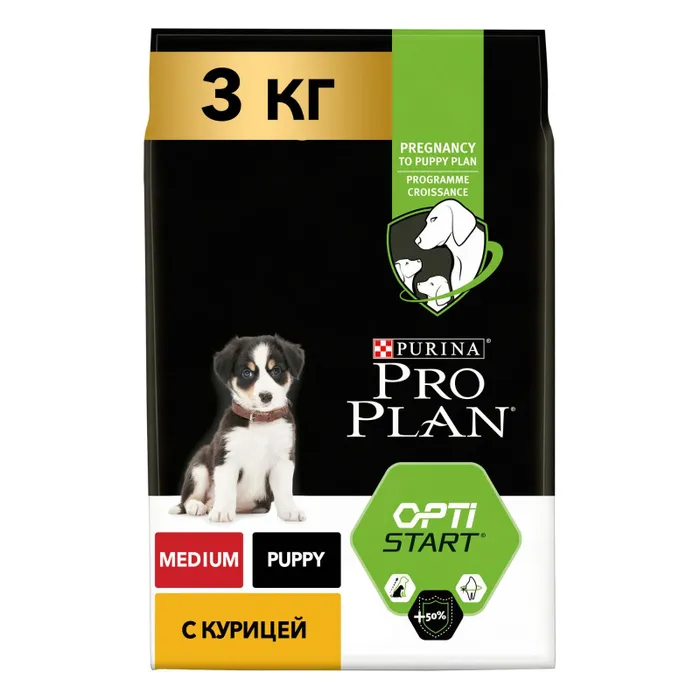 3 КГ
PREGNANCY
TO PUPPY PLAN
PROGRAMME
CROISSANCE
PURINA®
PRO
PLAN®
OPTI
START®
MEDIUM
PUPPY
+50%
С КУРИЦЕЙ